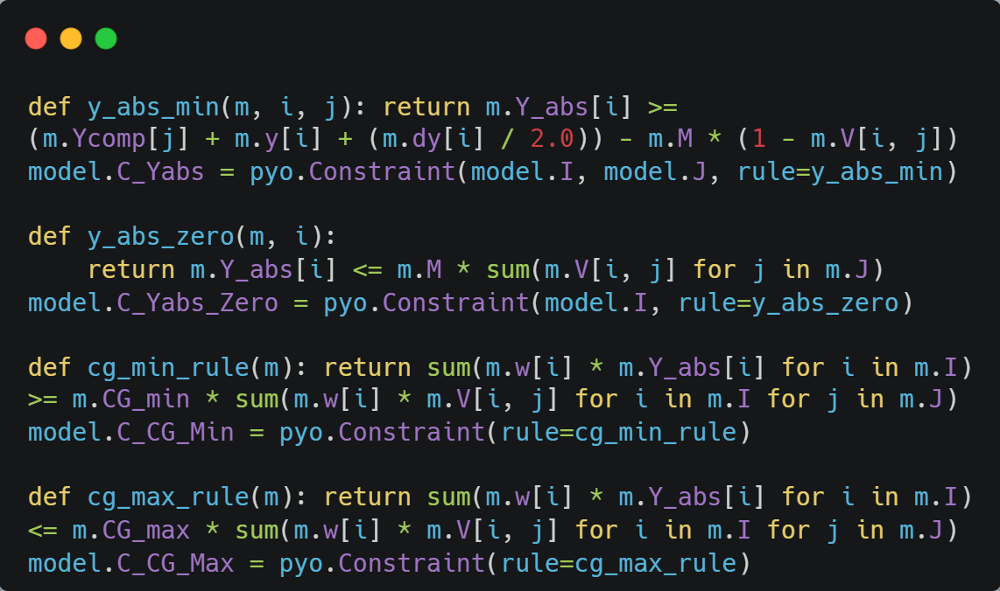 def y_abs_min(m, i, j): return m.Y_abs[i] >=
(m.Ycomp[j] + m.y[i] + (m.dy[i] / 2.0)) - m.M * (1 - m.V[i, j])
model.C_Yabs = pyo.Constraint(model.I, model.J, rule=y_abs_min)

def y_abs_zero(m, i):
    return m.Y_abs[i] <= m.M * sum(m.V[i, j] for j in m.J)
model.C_Yabs_Zero = pyo.Constraint(model.I, rule=y_abs_zero)

def cg_min_rule(m): return sum(m.w[i] * m.Y_abs[i] for i in m.I)
>= m.CG_min * sum(m.w[i] * m.V[i, j] for i in m.I for j in m.J)
model.C_CG_Min = pyo.Constraint(rule=cg_min_rule)

def cg_max_rule(m): return sum(m.w[i] * m.Y_abs[i] for i in m.I)
<= m.CG_max * sum(m.w[i] * m.V[i, j] for i in m.I for j in m.J)
model.C_CG_Max = pyo.Constraint(rule=cg_max_rule)